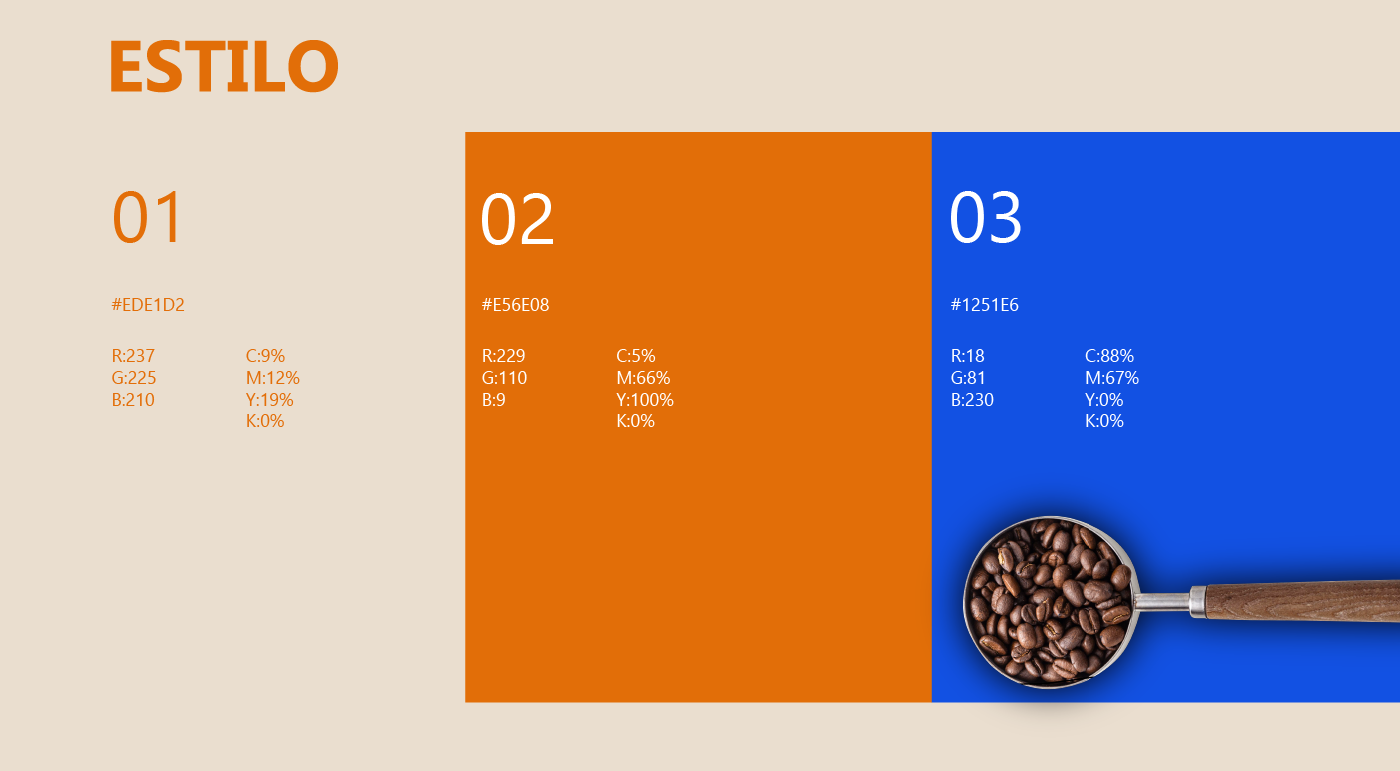 ESTILO
01
#EDE1D2
R:237
G:225
B:210
C:9%
M:12%
Y:19%
K:0%
02
#E56E08
R:229
G:110
B:9
C:5%
M:66%
Y:100%
K:0%
03
#1251E6
R:18
G:81
B:230
C:88%
M:67%
Y:0%
K:0%